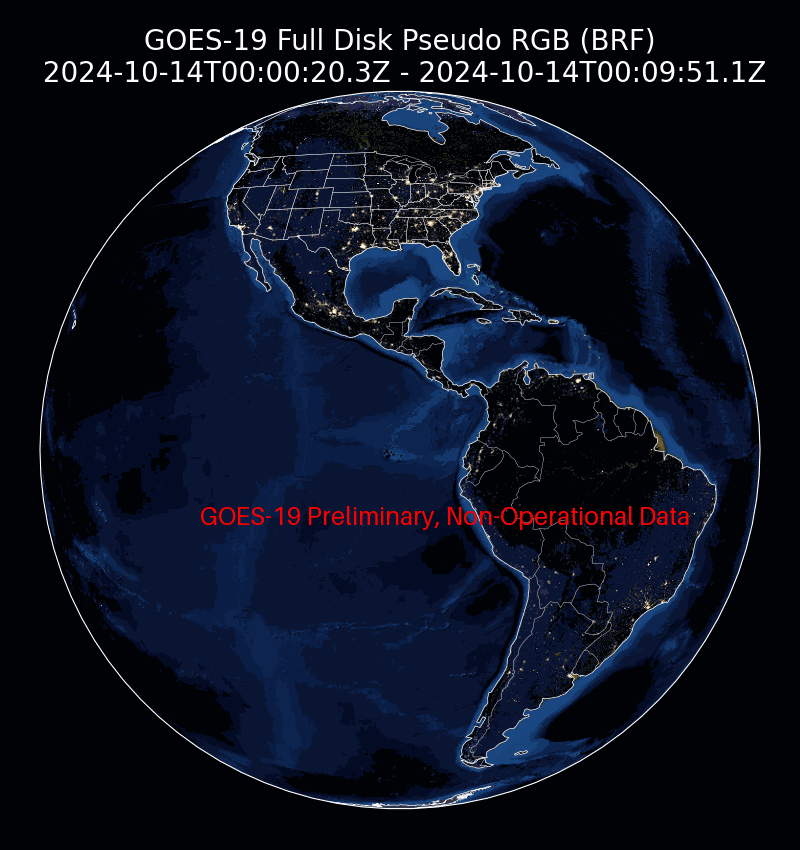 GOES-19 Full Disk Pseudo RGB (BRF)
2024-10-14T00:00:20.3Z - 2024-10-14T00:09:51.1Z
GOES-19 Preliminary, Non-Operational Data